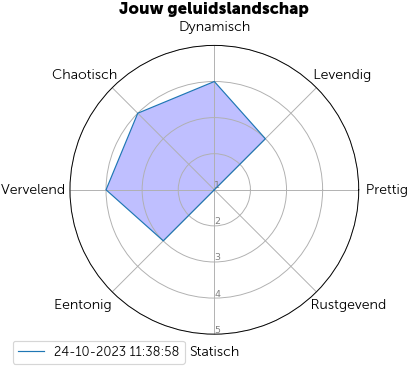 Jouw geluidslandschap
Dynamisch
Chaotisch
Levendig
Vervelend
1
Prettig
2
3
4
Eentonig
Rustgevend
5
24-10-2023 11:38:58
Statisch